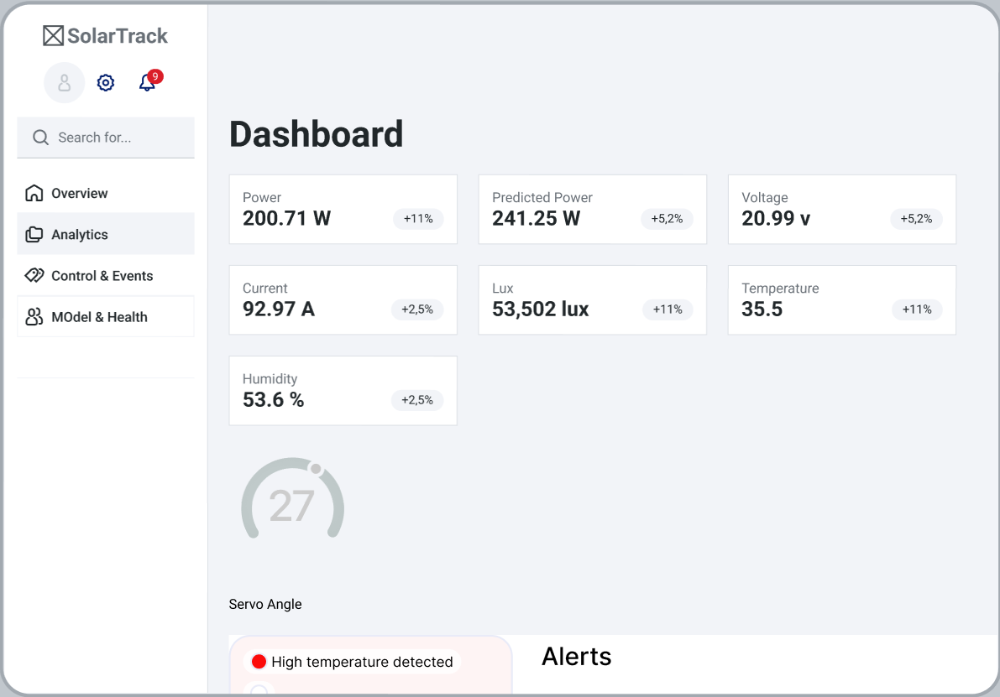 SolarTrack
9
Search for...
Overview
Analytics
Control & Events
MOdel & Health
Dashboard
Power
200.71 W
+11%
Predicted Power
241.25 W
+5,2%
Voltage
20.99 v
+5,2%
Current
92.97 A
+2,5%
Lux
53,502 lux
+11%
Temperature
35.5
+11%
Humidity
53.6 %
+2,5%
27
Servo Angle
High temperature detected
Alerts